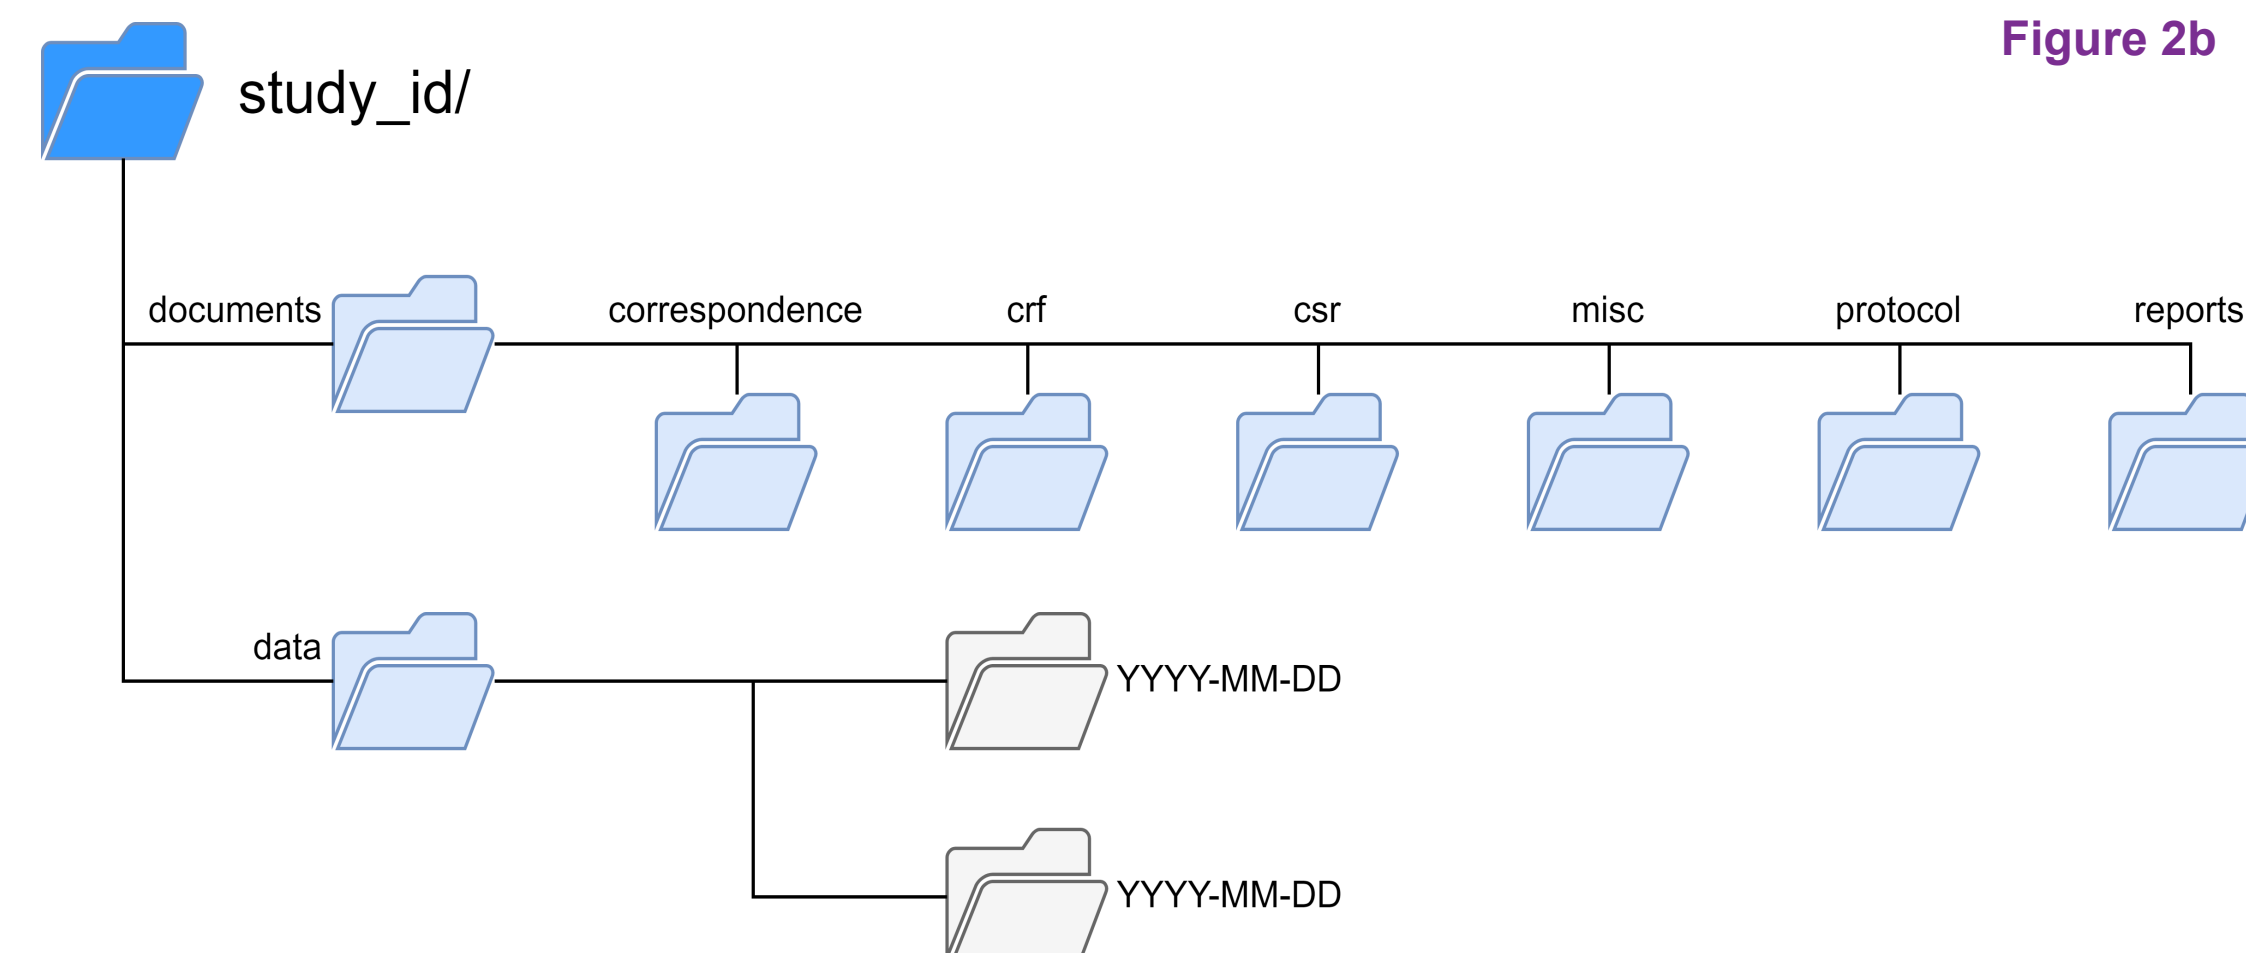 Figure 2b
study_id/
documents
correspondence
crf
csr
misc
protocol
reports
data
YYYY-MM-DD
YYYY-MM-DD